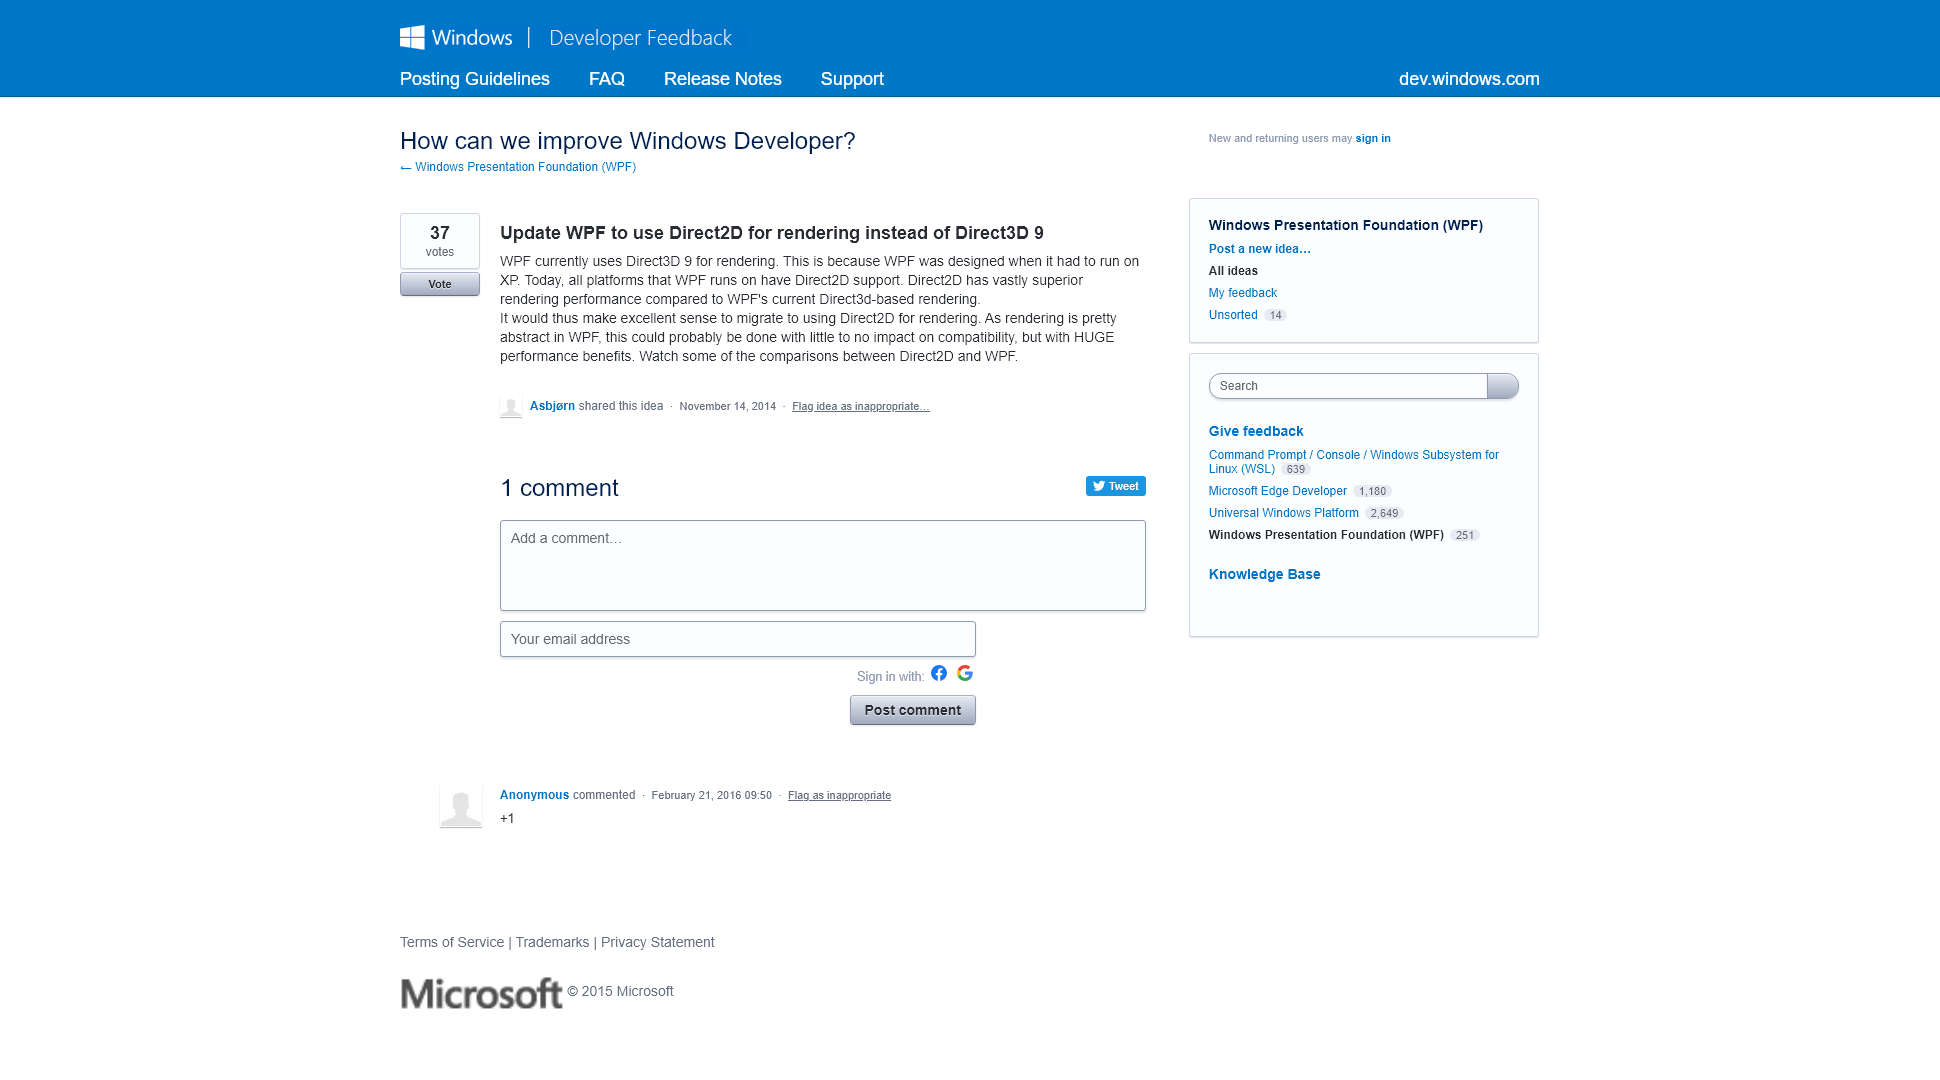 Windows | Developer Feedback
Posting Guidelines FAQ Release Notes Support dev.windows.com
How can we improve Windows Developer?
← Windows Presentation Foundation (WPF)
New and returning users may sign in
37
votes
Vote
Update WPF to use Direct2D for rendering instead of Direct3D 9
WPF currently uses Direct3D 9 for rendering. This is because WPF was designed when it had to run on
XP. Today, all platforms that WPF runs on have Direct2D support. Direct2D has vastly superior
rendering performance compared to WPF's current Direct3d-based rendering.
It would thus make excellent sense to migrate to using Direct2D for rendering. As rendering is pretty
abstract in WPF, this could probably be done with little to no impact on compatibility, but with HUGE
performance benefits. Watch some of the comparisons between Direct2D and WPF.
Asbjørn shared this idea · November 14, 2014 · Flag idea as inappropriate…
1 comment
Tweet
Add a comment…
Your email address
Sign in with:
Post comment
Anonymous commented · February 21, 2016 09:50 · Flag as inappropriate
+1
Windows Presentation Foundation (WPF)
Post a new idea…
All ideas
My feedback
Unsorted 14
Search
Give feedback
Command Prompt / Console / Windows Subsystem for
Linux (WSL) 639
Microsoft Edge Developer 1,180
Universal Windows Platform 2,649
Windows Presentation Foundation (WPF) 251
Knowledge Base
Terms of Service | Trademarks | Privacy Statement
Microsoft © 2015 Microsoft